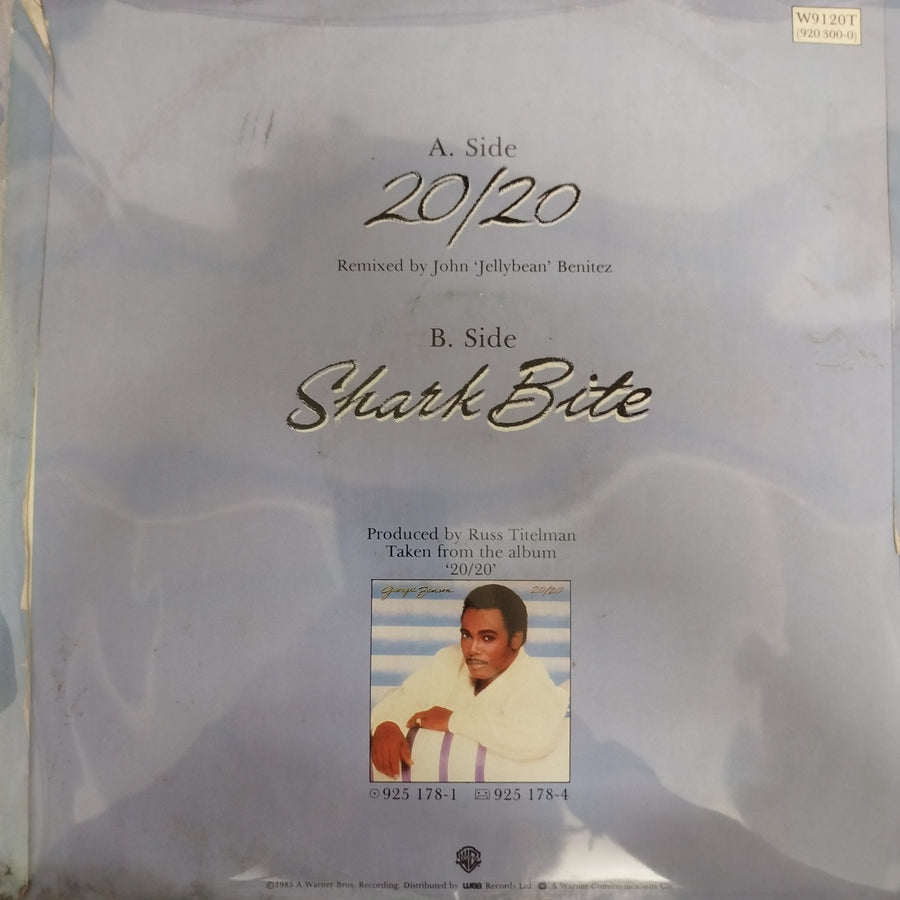 W9120T
(920 300-0)
A. Side
20/20
Remixed by John ‘Jellybean’ Benitez
B. Side
Shark Bite
Produced by Russ Titelman
Taken from the album
‘20/20’
George Benson 20/20
925 178-1 925 178-4
©1985 A Warner Bros. Recording. Distributed by wea Records Ltd. A Warner Communications Co.